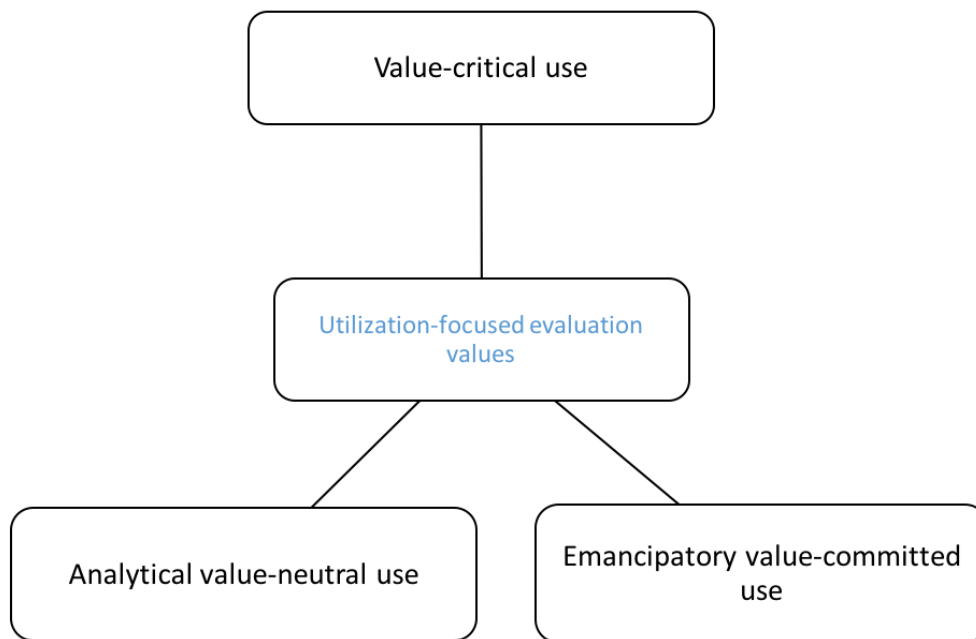 Value-critical use
Utilization-focused evaluation
values
Analytical value-neutral use
Emancipatory value-committed
use